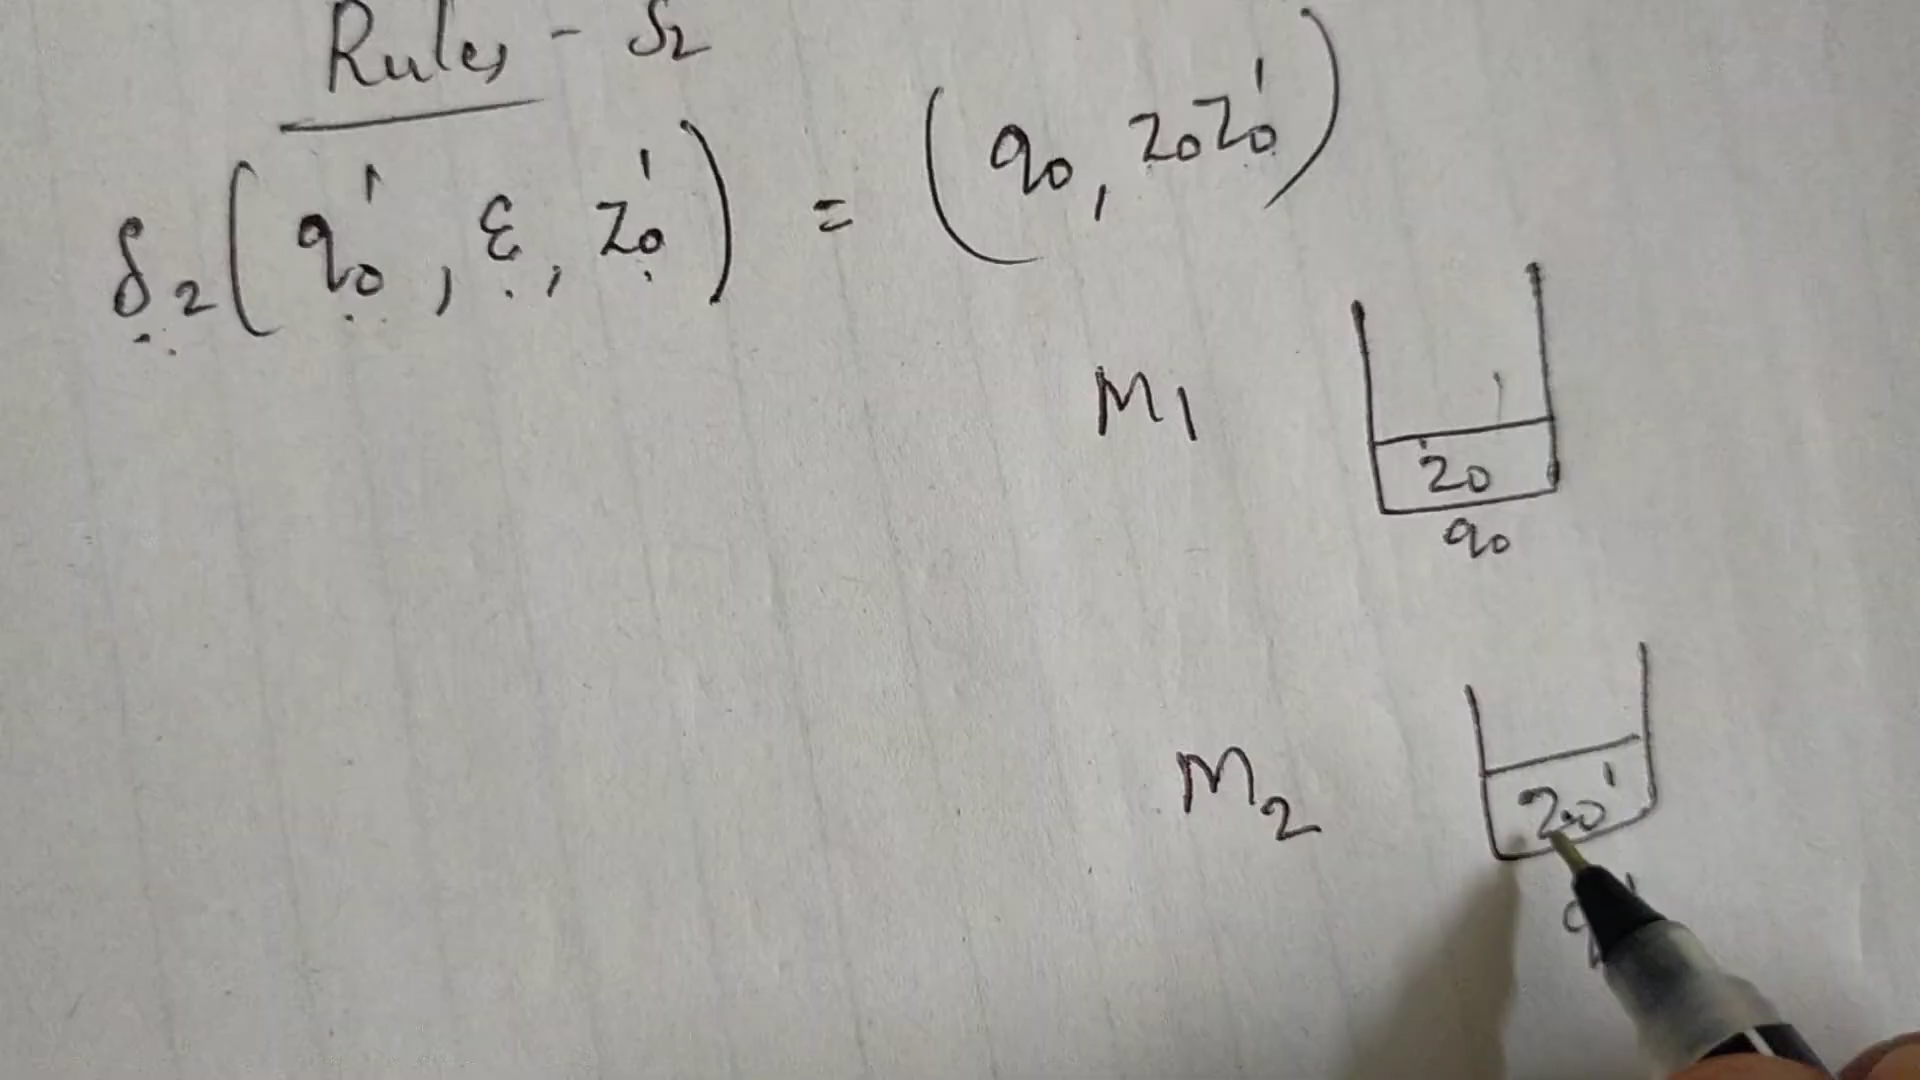 Rules - δ2
δ2(q0', ε, z0') = (q0, z0z0')
M1
z0
q0
M2
z0'